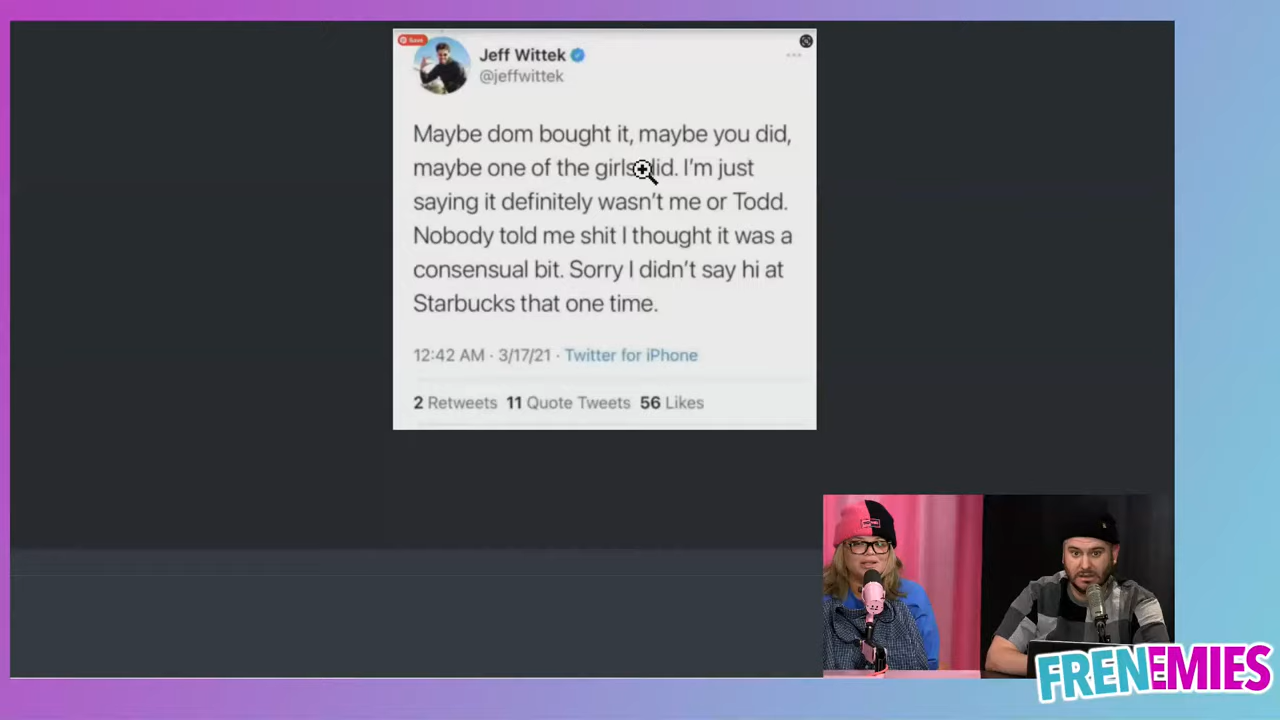 Save
Jeff Wittek
@jeffwittek
Maybe dom bought it, maybe you did,
maybe one of the girls did. I'm just
saying it definitely wasn't me or Todd.
Nobody told me shit I thought it was a
consensual bit. Sorry I didn't say hi at
Starbucks that one time.
12:42 AM · 3/17/21 · Twitter for iPhone
2 Retweets 11 Quote Tweets 56 Likes
FRENEMIES